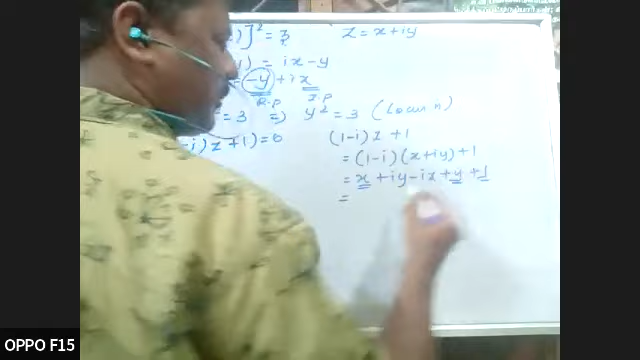 )]² = 3
z = x+iy
) = ix-y
= -y + ix
R.P I.P
= 3 ⇒ y² = 3 (Locus n)
i) z+1) = 0
(1-i) z + 1
= (1-i) (x+iy) + 1
= x + iy - ix + y + 1
=
OPPO F15